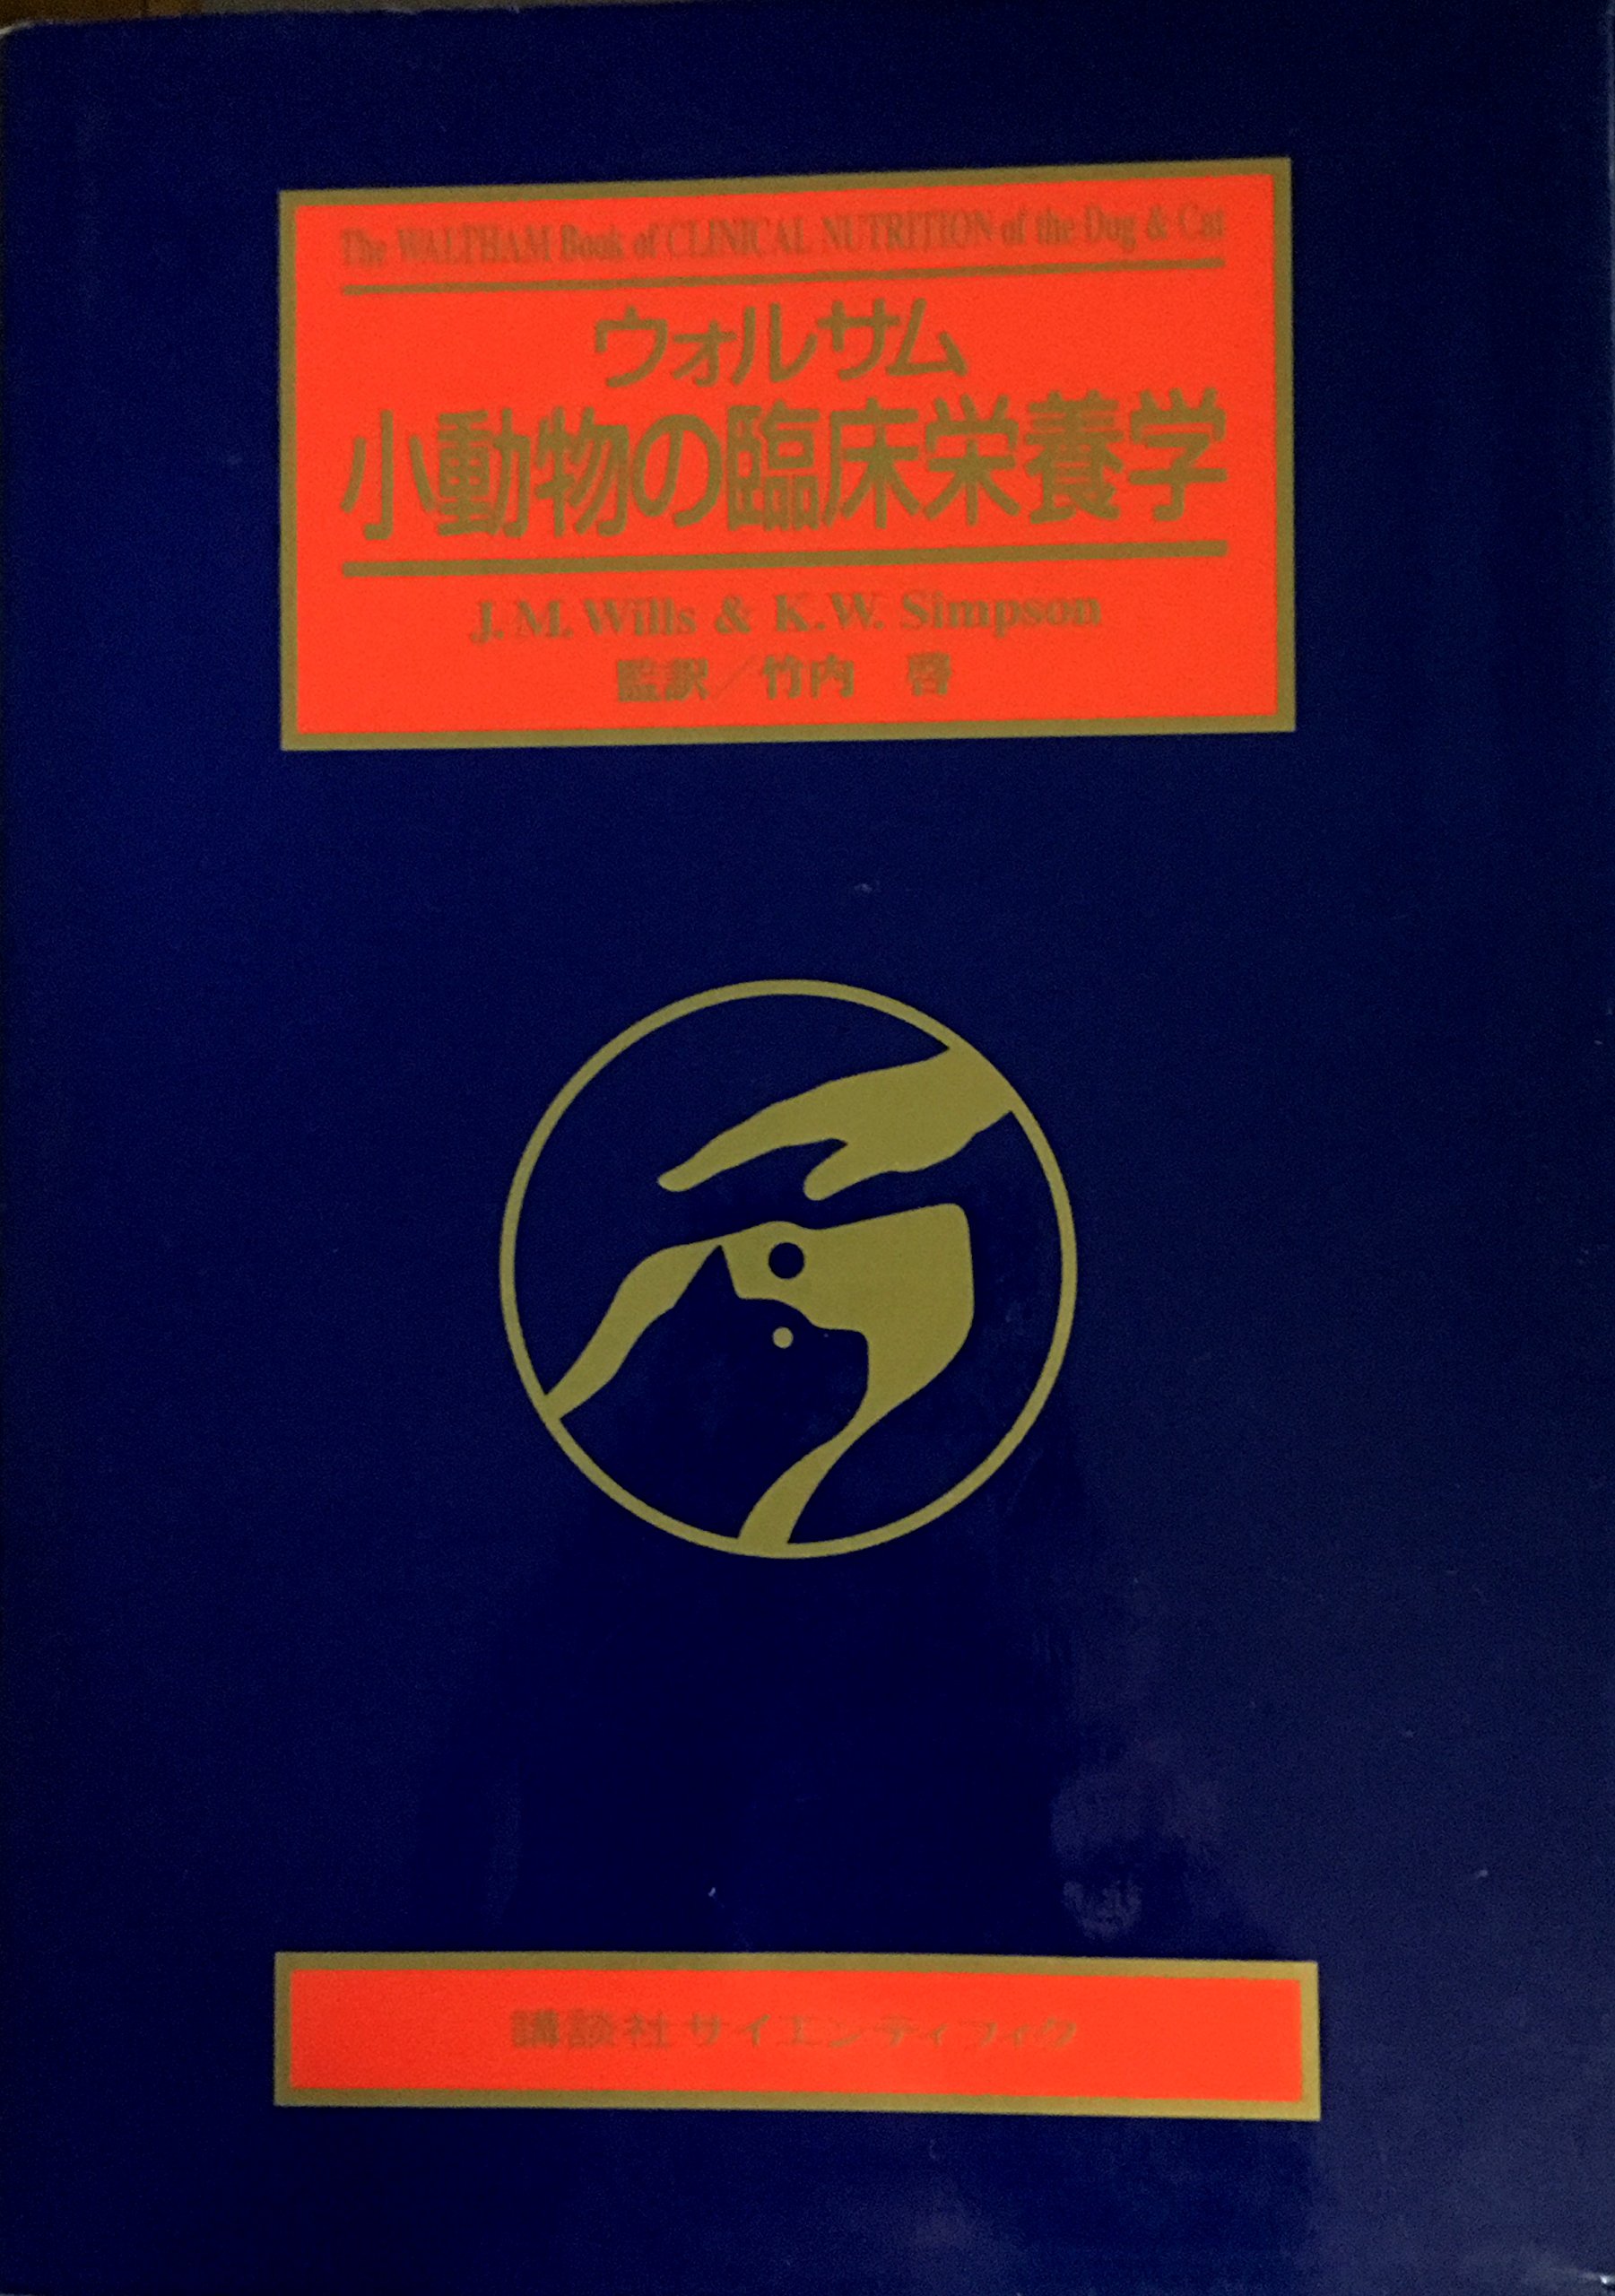 The WALTHAM Book of CLINICAL NUTRITION of the Dog & Cat
ウォルサム
小動物の臨床栄養学
J. M. Wills & K.W. Simpson
監訳／竹内 啓
講談社サイエンティフィク